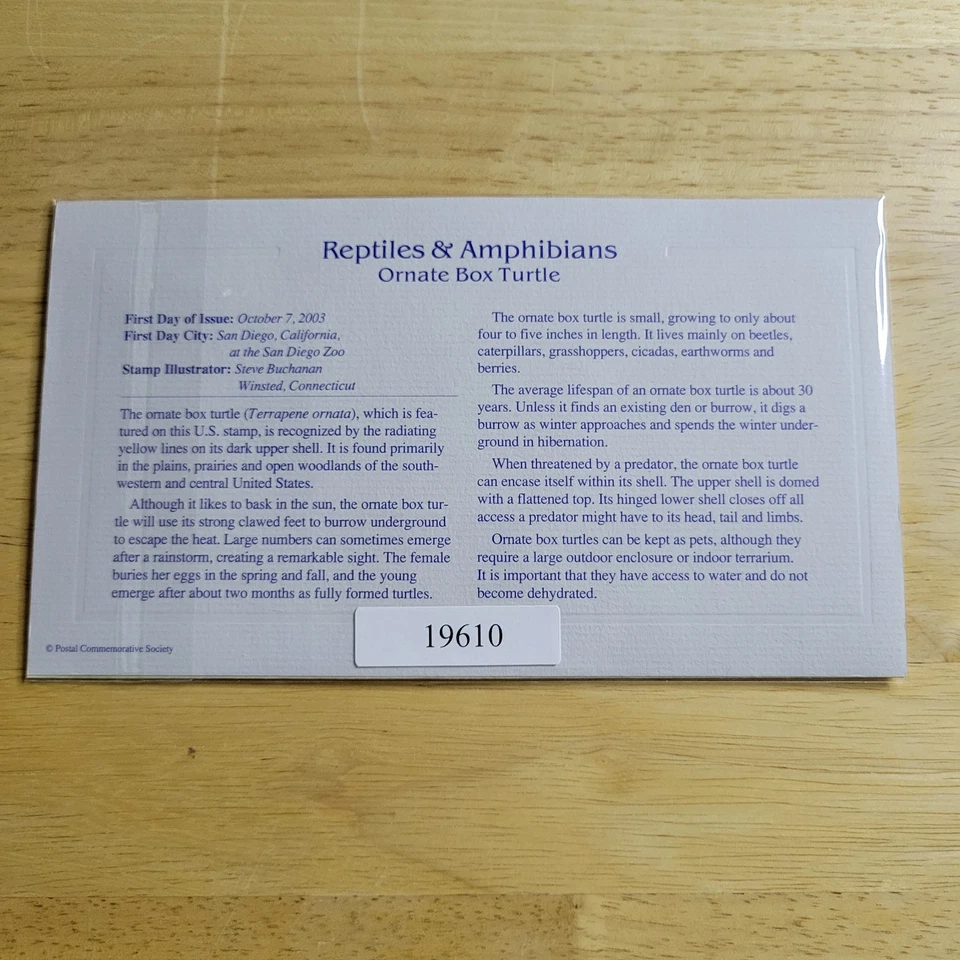 Reptiles & Amphibians
Ornate Box Turtle
First Day of Issue: October 7, 2003
First Day City: San Diego, California,
at the San Diego Zoo
Stamp Illustrator: Steve Buchanan
Winsted, Connecticut
The ornate box turtle (Terrapene ornata), which is fea-
tured on this U.S. stamp, is recognized by the radiating
yellow lines on its dark upper shell. It is found primarily
in the plains, prairies and open woodlands of the south-
western and central United States.
Although it likes to bask in the sun, the ornate box tur-
tle will use its strong clawed feet to burrow underground
to escape the heat. Large numbers can sometimes emerge
after a rainstorm, creating a remarkable sight. The female
buries her eggs in the spring and fall, and the young
emerge after about two months as fully formed turtles.
The ornate box turtle is small, growing to only about
four to five inches in length. It lives mainly on beetles,
caterpillars, grasshoppers, cicadas, earthworms and
berries.
The average lifespan of an ornate box turtle is about 30
years. Unless it finds an existing den or burrow, it digs a
burrow as winter approaches and spends the winter under-
ground in hibernation.
When threatened by a predator, the ornate box turtle
can encase itself within its shell. The upper shell is domed
with a flattened top. Its hinged lower shell closes off all
access a predator might have to its head, tail and limbs.
Ornate box turtles can be kept as pets, although they
require a large outdoor enclosure or indoor terrarium.
It is important that they have access to water and do not
become dehydrated.
© Postal Commemorative Society
19610